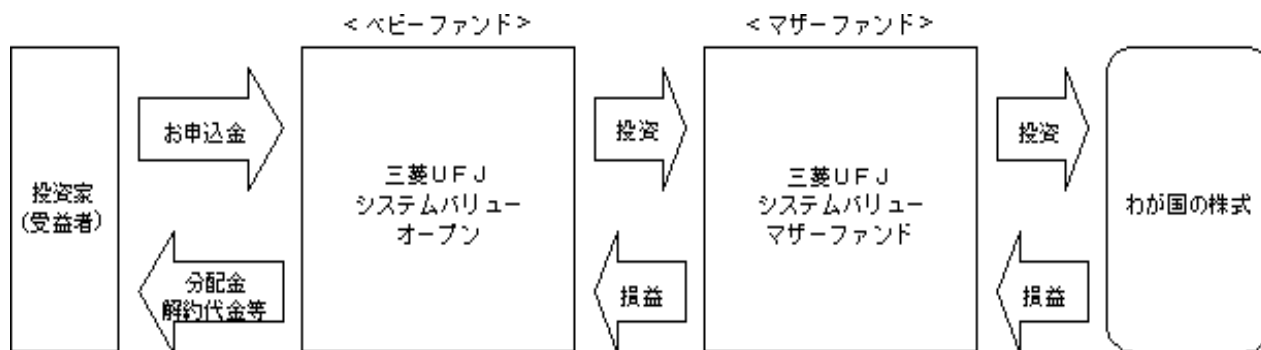 ＜ベビーファンド＞
＜マザーファンド＞
投資家
(受益者)
お申込金
分配金
解約代金等
三菱ＵＦＪ
システムバリュー
オープン
投資
損益
三菱ＵＦＪ
システムバリュー
マザーファンド
投資
損益
わが国の株式